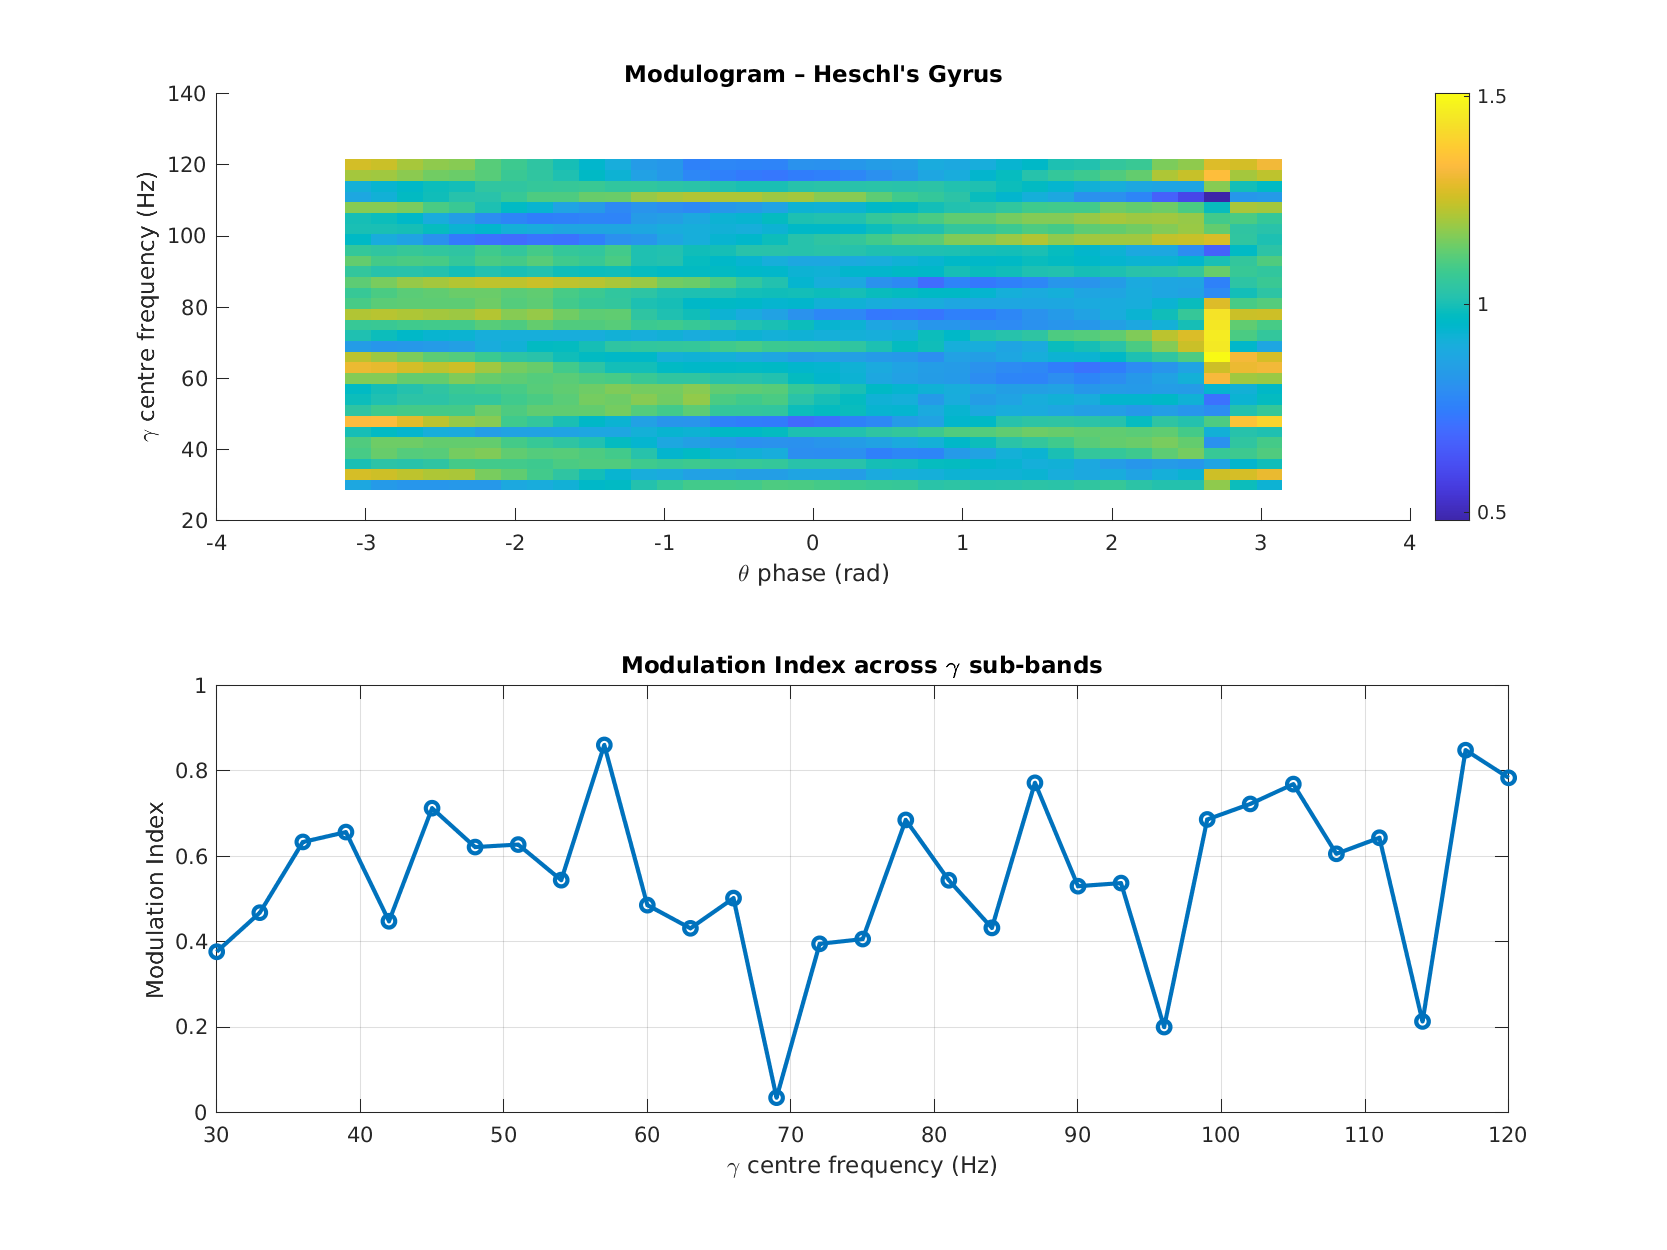 Modulogram – Heschl's Gyrus
140
120
100
80
60
40
20
γ centre frequency (Hz)
-4 -3 -2 -1 0 1 2 3 4
θ phase (rad)
1.5
1
0.5
Modulation Index across γ sub-bands
1
0.8
0.6
0.4
0.2
0
Modulation Index
30 40 50 60 70 80 90 100 110 120
γ centre frequency (Hz)